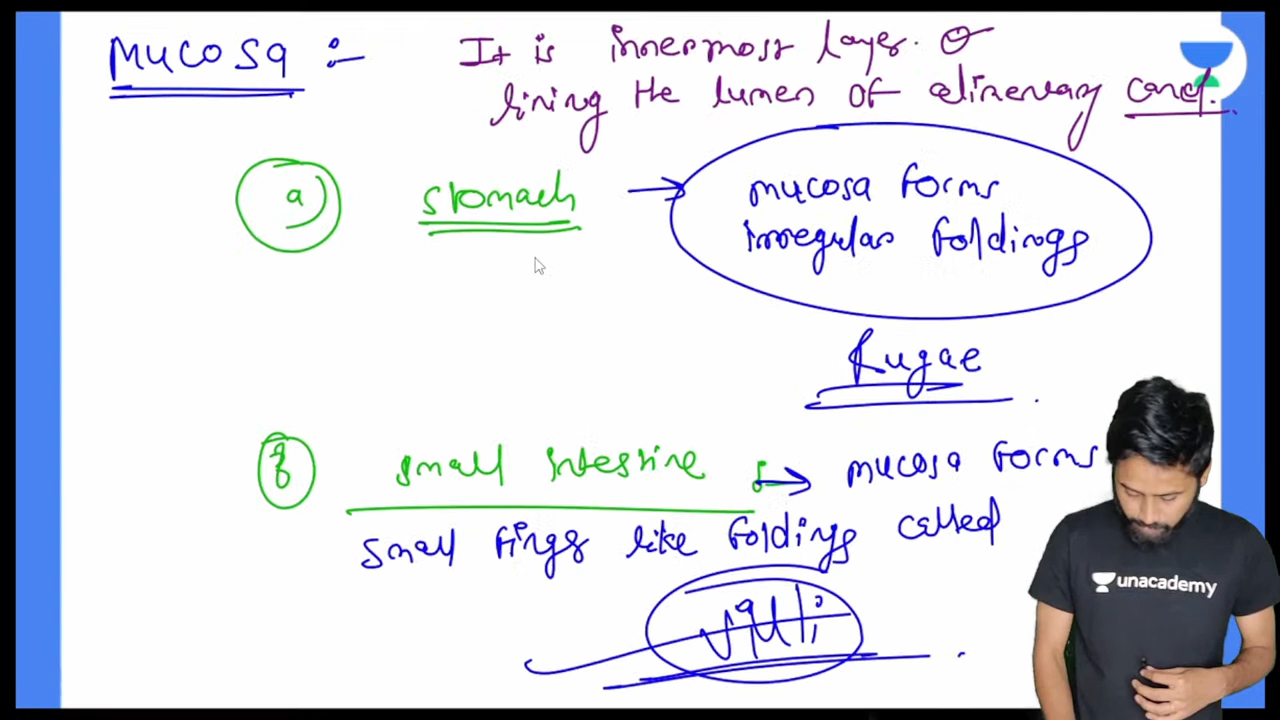 Mucosa :-
It is innermost layer or
lining the lumen of alimentary canal.
a) stomach → mucosa forms
irregular foldings
Rugae
b) small intestine → mucosa forms
small fings like foldings called
villi
unacademy